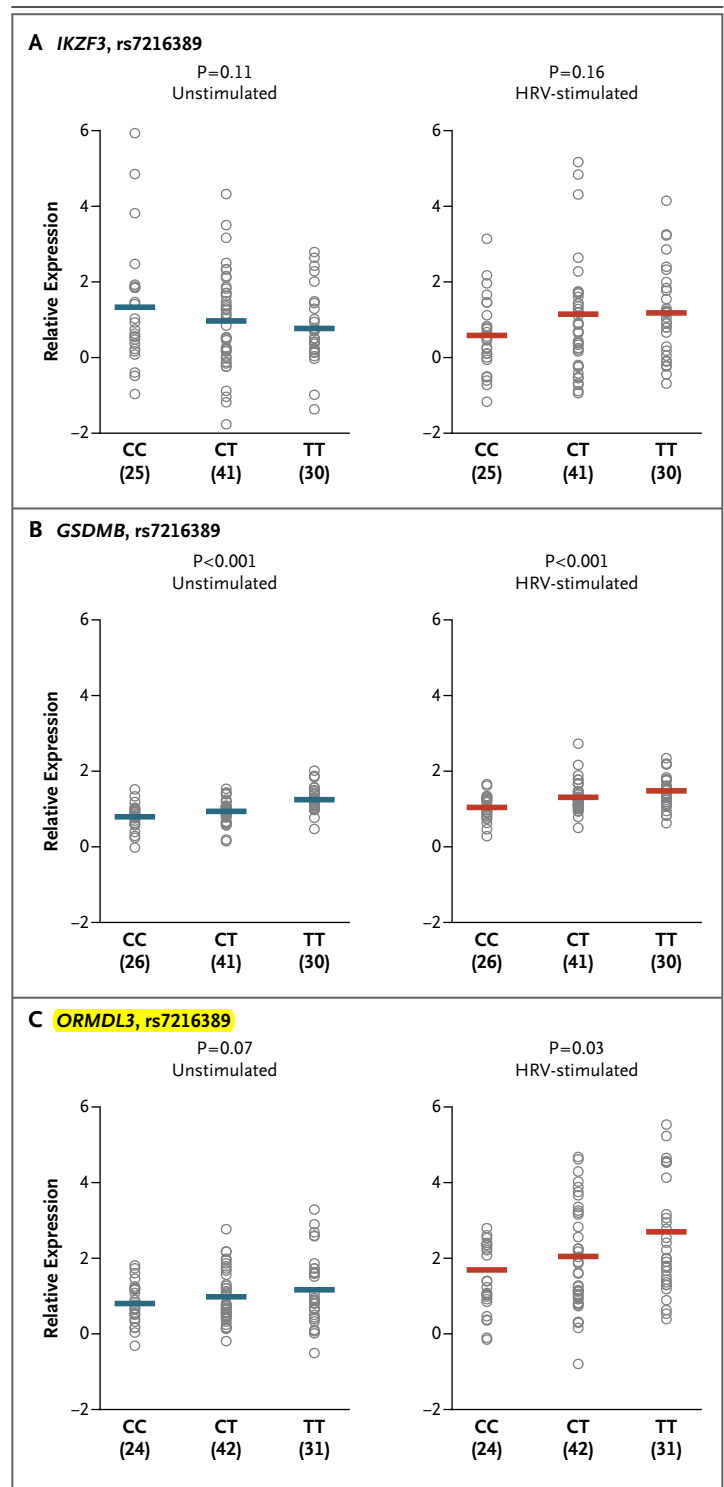 A IKZF3, rs7216389
P=0.11
Unstimulated
P=0.16
HRV-stimulated
Relative Expression
6
4
2
0
–2
CC
(25)
CT
(41)
TT
(30)
6
4
2
0
–2
CC
(25)
CT
(41)
TT
(30)
B GSDMB, rs7216389
P<0.001
Unstimulated
P<0.001
HRV-stimulated
Relative Expression
6
4
2
0
–2
CC
(26)
CT
(41)
TT
(30)
6
4
2
0
–2
CC
(26)
CT
(41)
TT
(30)
C ORMDL3, rs7216389
P=0.07
Unstimulated
P=0.03
HRV-stimulated
Relative Expression
6
4
2
0
–2
CC
(24)
CT
(42)
TT
(31)
6
4
2
0
–2
CC
(24)
CT
(42)
TT
(31)